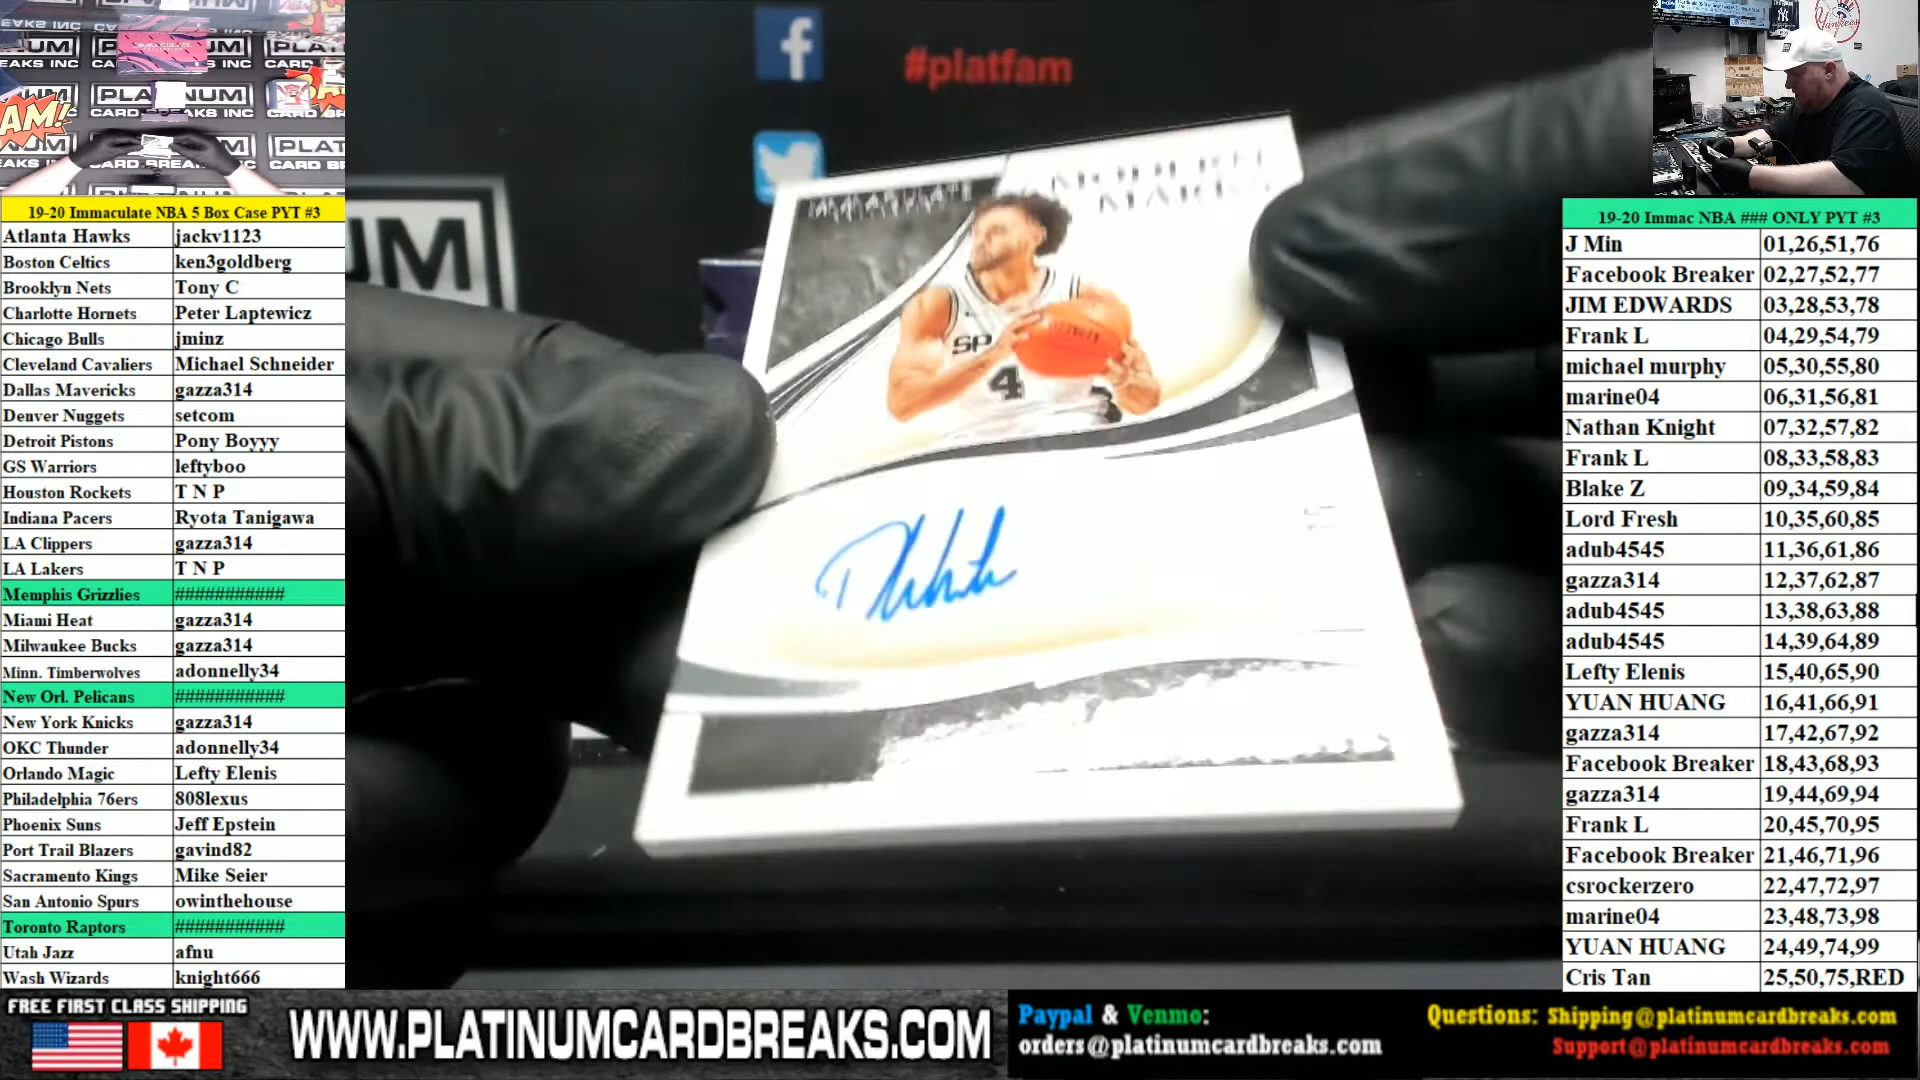 19-20 Immaculate NBA 5 Box Case PYT #3
Atlanta Hawks jackv1123
Boston Celtics ken3goldberg
Brooklyn Nets Tony C
Charlotte Hornets Peter Laptewicz
Chicago Bulls jminz
Cleveland Cavaliers Michael Schneider
Dallas Mavericks gazza314
Denver Nuggets setcom
Detroit Pistons Pony Boyyy
GS Warriors leftyboo
Houston Rockets T N P
Indiana Pacers Ryota Tanigawa
LA Clippers gazza314
LA Lakers T N P
Memphis Grizzlies ###########
Miami Heat gazza314
Milwaukee Bucks gazza314
Minn. Timberwolves adonnelly34
New Orl. Pelicans ###########
New York Knicks gazza314
OKC Thunder adonnelly34
Orlando Magic Lefty Elenis
Philadelphia 76ers 808lexus
Phoenix Suns Jeff Epstein
Port Trail Blazers gavind82
Sacramento Kings Mike Seier
San Antonio Spurs owinthehouse
Toronto Raptors ###########
Utah Jazz afnu
Wash Wizards knight666
#platfam
IMMACULATE
MODERN
MARKS
SP
4
19-20 Immac NBA ### ONLY PYT #3
J Min 01,26,51,76
Facebook Breaker 02,27,52,77
JIM EDWARDS 03,28,53,78
Frank L 04,29,54,79
michael murphy 05,30,55,80
marine04 06,31,56,81
Nathan Knight 07,32,57,82
Frank L 08,33,58,83
Blake Z 09,34,59,84
Lord Fresh 10,35,60,85
adub4545 11,36,61,86
gazza314 12,37,62,87
adub4545 13,38,63,88
adub4545 14,39,64,89
Lefty Elenis 15,40,65,90
YUAN HUANG 16,41,66,91
gazza314 17,42,67,92
Facebook Breaker 18,43,68,93
gazza314 19,44,69,94
Frank L 20,45,70,95
Facebook Breaker 21,46,71,96
csrockerzero 22,47,72,97
marine04 23,48,73,98
YUAN HUANG 24,49,74,99
Cris Tan 25,50,75,RED
FREE FIRST CLASS SHIPPING
WWW.PLATINUMCARDBREAKS.COM
Paypal & Venmo:
orders@platinumcardbreaks.com
Questions: Shipping@platinumcardbreaks.com
Support@platinumcardbreaks.com